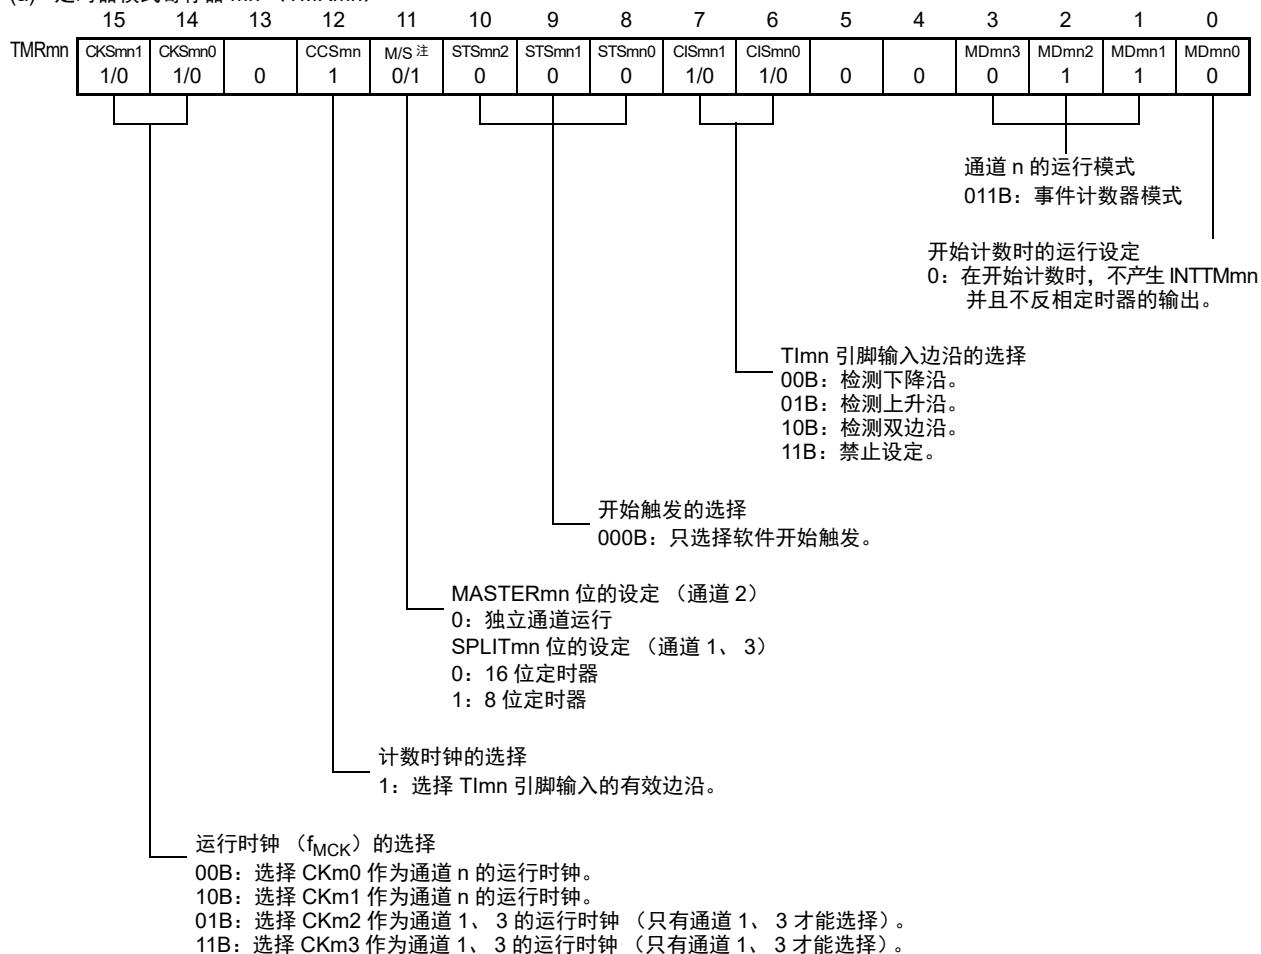 15 14 13 12 11 10 9 8 7 6 5 4 3 2 1 0
TMRmn CKSmn1 CKSmn0 CCSmn M/S 注 STSmn2 STSmn1 STSmn0 CISmn1 CISmn0 MDmn3 MDmn2 MDmn1 MDmn0
1/0 1/0 0 1 0/1 0 0 0 1/0 1/0 0 0 0 1 1 0
通道 n 的运行模式
011B：事件计数器模式
开始计数时的运行设定
0：在开始计数时，不产生 INTTMmn
并且不反相定时器的输出。
TImn 引脚输入边沿的选择
00B：检测下降沿。
01B：检测上升沿。
10B：检测双边沿。
11B：禁止设定。
开始触发的选择
000B：只选择软件开始触发。
MASTERmn 位的设定 （通道 2）
0：独立通道运行
SPLITmn 位的设定 （通道 1、 3）
0：16 位定时器
1：8 位定时器
计数时钟的选择
1：选择 TImn 引脚输入的有效边沿。
运行时钟 （fMCK）的选择
00B：选择 CKm0 作为通道 n 的运行时钟。
10B：选择 CKm1 作为通道 n 的运行时钟。
01B：选择 CKm2 作为通道 1、 3 的运行时钟 （只有通道 1、 3 才能选择）。
11B：选择 CKm3 作为通道 1、 3 的运行时钟 （只有通道 1、 3 才能选择）。